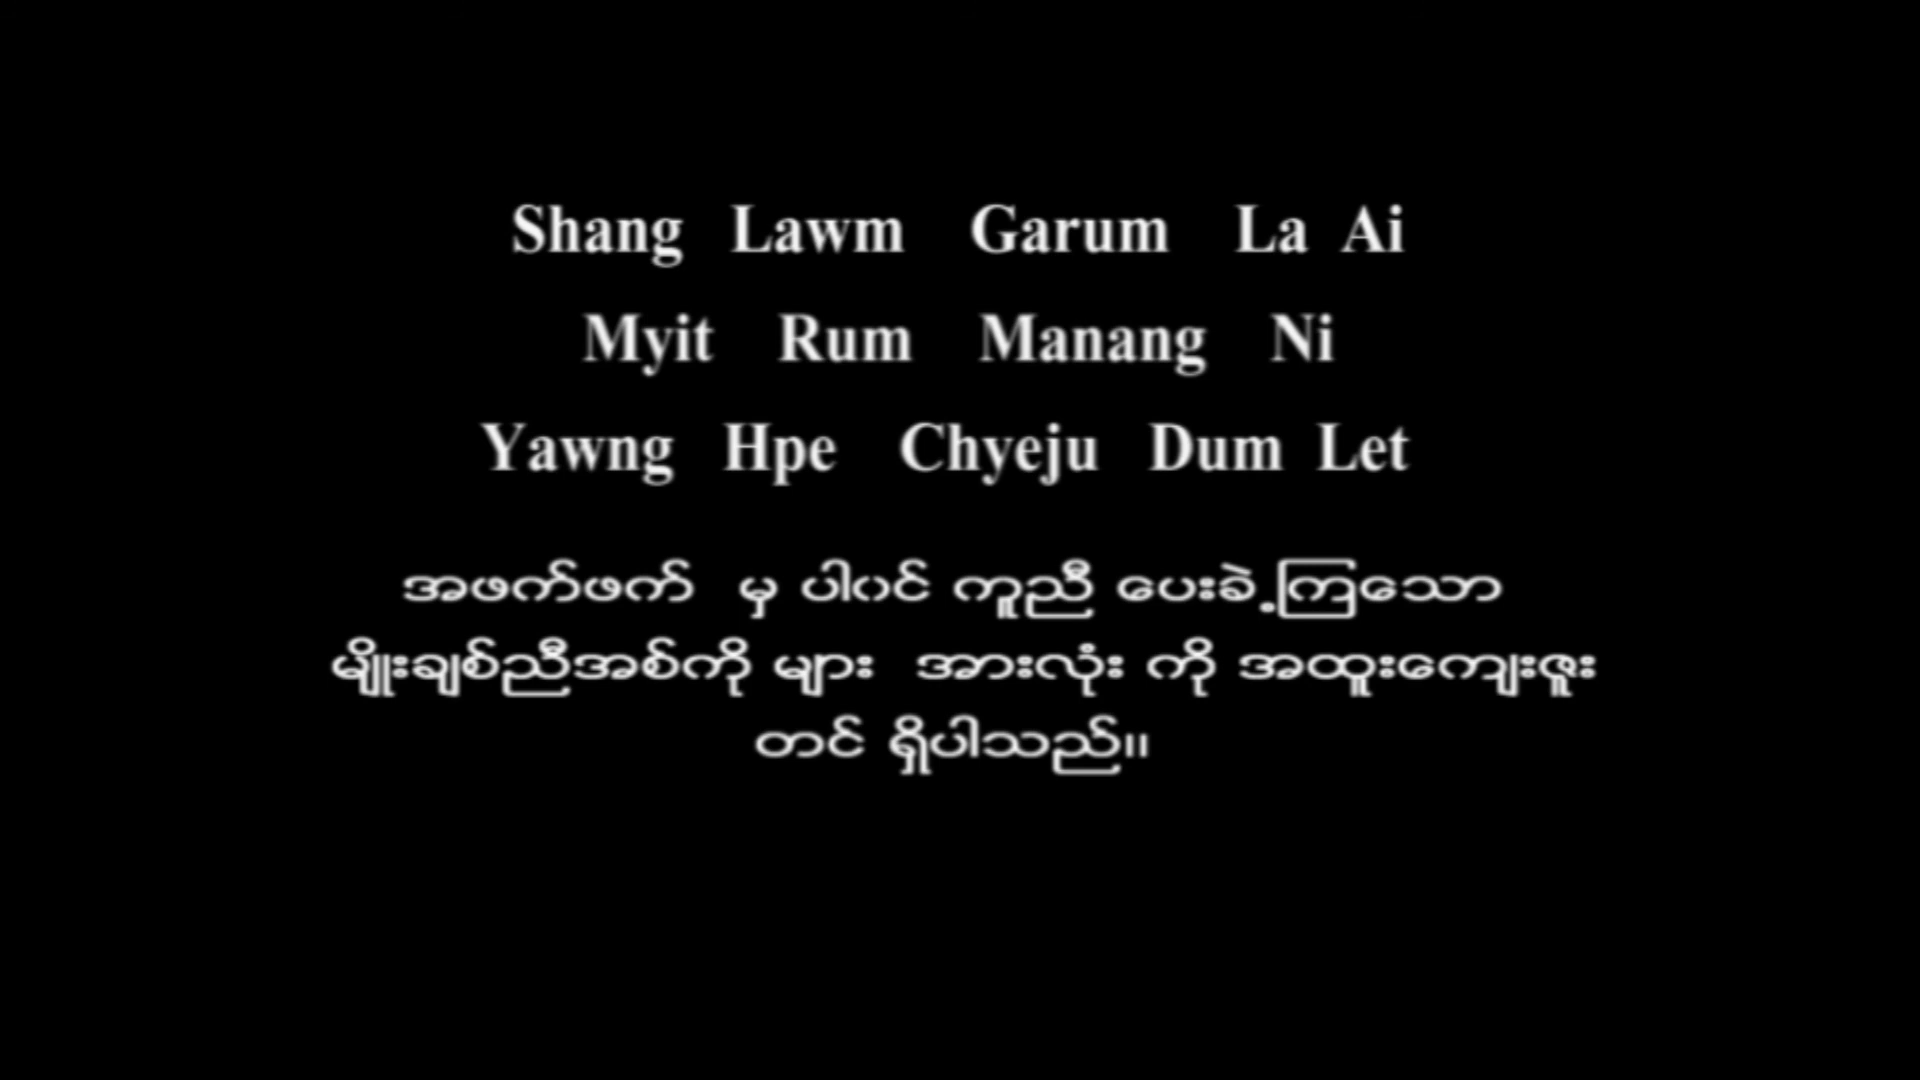 Shang Lawm Garum La Ai
Myit Rum Manang Ni
Yawng Hpe Chyeju Dum Let
အဖက်ဖက် မှ ပါဝင် ကူညီ ပေးခဲ့ကြသော
မျိုးချစ်ညီအစ်ကို များ အားလုံး ကို အထူးကျေးဇူး
တင် ရှိပါသည်။